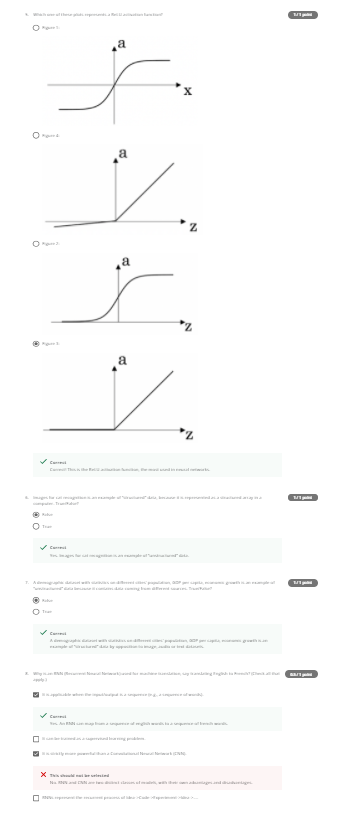 5. Which one of these plots represents a ReLU activation function?
1 / 1 point
Figure 1:
a
x
Figure 4:
a
z
Figure 2:
a
z
Figure 3:
a
z
Correct
Correct! This is the ReLU activation function, the most used in neural networks.
6. Images for cat recognition is an example of "structured" data, because it is represented as a structured array in a
computer. True/False?
1 / 1 point
False
True
Correct
Yes. Images for cat recognition is an example of "unstructured" data.
7. A demographic dataset with statistics on different cities' population, GDP per capita, economic growth is an example of
"unstructured" data because it contains data coming from different sources. True/False?
1 / 1 point
False
True
Correct
A demographic dataset with statistics on different cities' population, GDP per capita, economic growth is an
example of "structured" data by opposition to image, audio or text datasets.
8. Why is an RNN (Recurrent Neural Network) used for machine translation, say translating English to French? (Check all that
apply.)
point
It is applicable when the input/output is a sequence (e.g., a sequence of words).
Correct
Yes. An RNN can map from a sequence of english words to a sequence of french words.
It can be trained as a supervised learning problem.
It is strictly more powerful than a Convolutional Neural Network (CNN).
This should not be selected
No. RNN and CNN are two distinct classes of models, with their own advantages and disadvantages.
RNNs represent the recurrent process of Idea->Code->Experiment->Idea->....